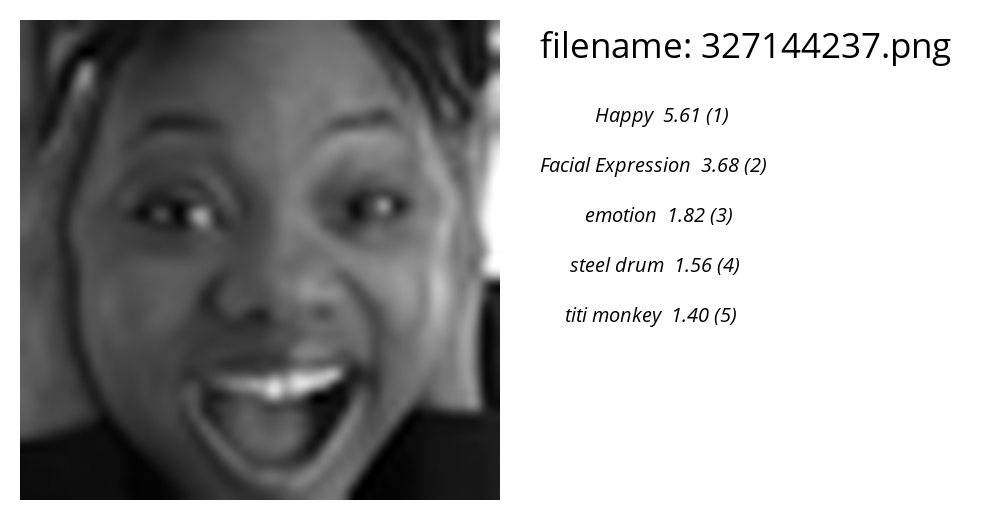 filename: 327144237.png
Happy 5.61 (1)
Facial Expression 3.68 (2)
emotion 1.82 (3)
steel drum 1.56 (4)
titi monkey 1.40 (5)